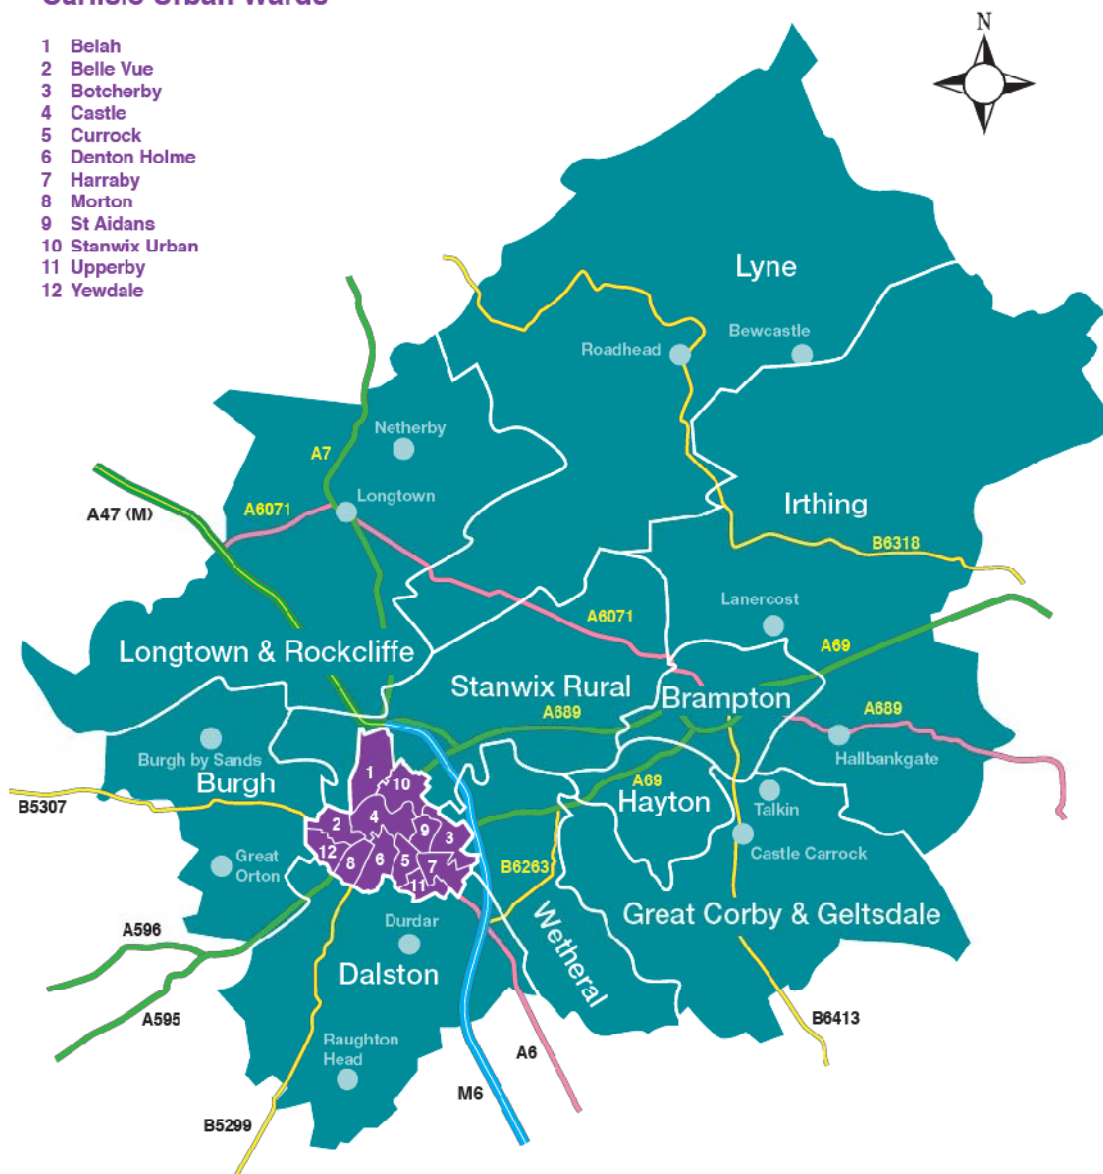 Carlisle Urban Wards
1 Belah
2 Belle Vue
3 Botcherby
4 Castle
5 Currock
6 Denton Holme
7 Harraby
8 Morton
9 St Aidans
10 Stanwix Urban
11 Upperby
12 Yewdale
N
Lyne
Bewcastle
Roadhead
Netherby
A7
Longtown
A6071
A47 (M)
Irthing
B6318
Lanercost
A6071
A69
Longtown & Rockcliffe
Stanwix Rural
Brampton
A689
A689
Burgh by Sands
Hallbankgate
Burgh
1
10
A69
Hayton
Talkin
B5307
2
4
9
3
12
8
6
5
7
11
Castle Carrock
Great
Orton
B6263
Great Corby & Geltsdale
Wetheral
Durdar
A596
Dalston
A595
B6413
Raughton
Head
A6
M6
B5299